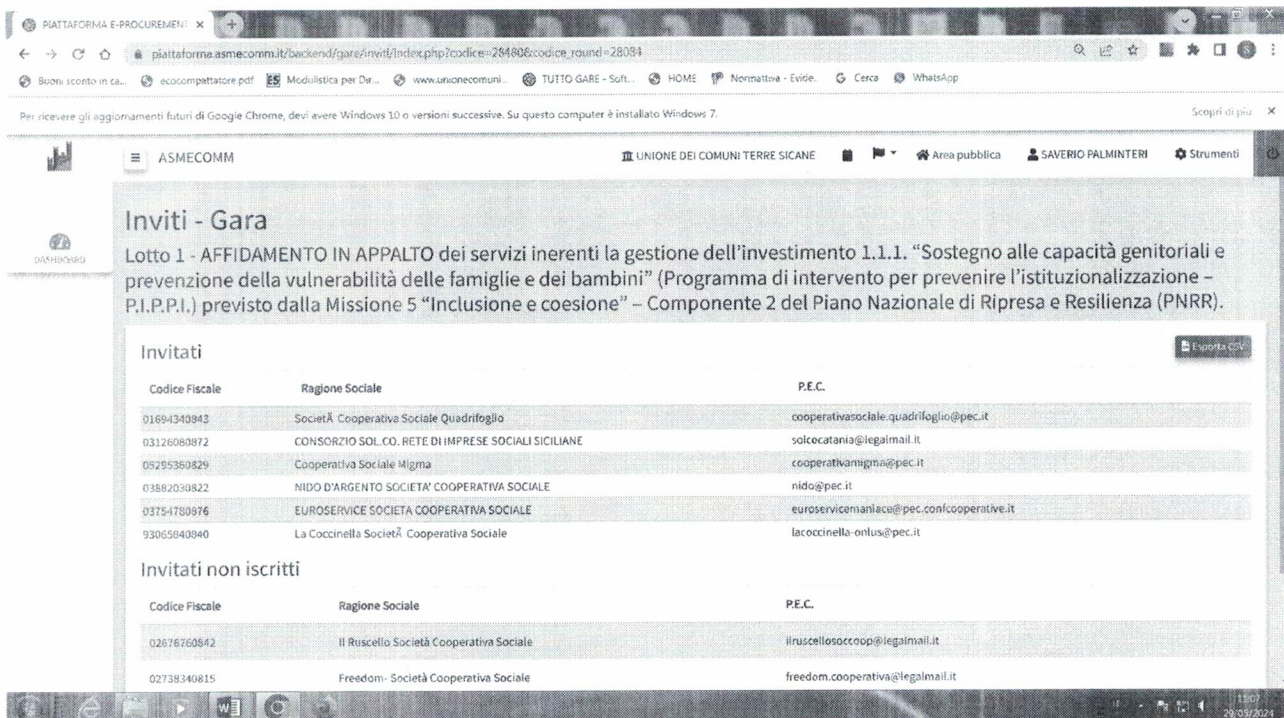 PIATTAFORMA E-PROCUREMENT
piattaforma.asmecomm.it/backend/gare/inviti/index.php?codice=28480&codice_round=28084
Buoni sconto in ca... ecocompattatore.pdf ES Modulistica per Dir... www.unionecomuni... TUTTO GARE - Soft... HOME Normattiva - Evide... G Cerca WhatsApp
Per ricevere gli aggiornamenti futuri di Google Chrome, devi avere Windows 10 o versioni successive. Su questo computer è installato Windows 7. Scopri di più
ASMECOMM UNIONE DEI COMUNI TERRE SICANE Area pubblica SAVERIO PALMINTERI Strumenti
DASHBOARD
Inviti - Gara
Lotto 1 - AFFIDAMENTO IN APPALTO dei servizi inerenti la gestione dell'investimento 1.1.1. “Sostegno alle capacità genitoriali e
prevenzione della vulnerabilità delle famiglie e dei bambini” (Programma di intervento per prevenire l'istituzionalizzazione –
P.I.P.P.I.) previsto dalla Missione 5 “Inclusione e coesione” – Componente 2 del Piano Nazionale di Ripresa e Resilienza (PNRR).
Invitati Esporta CSV
Codice Fiscale Ragione Sociale P.E.C.
01694340843 SocietÃ Cooperativa Sociale Quadrifoglio cooperativasociale.quadrifoglio@pec.it
03126080872 CONSORZIO SOL.CO. RETE DI IMPRESE SOCIALI SICILIANE solcocatania@legalmail.it
05295360829 Cooperativa Sociale Migma cooperativamigma@pec.it
03882030822 NIDO D'ARGENTO SOCIETA' COOPERATIVA SOCIALE nido@pec.it
03754780876 EUROSERVICE SOCIETA COOPERATIVA SOCIALE euroservicemaniace@pec.confcooperative.it
93065840840 La Coccinella SocietÃ Cooperativa Sociale lacoccinella-onlus@pec.it
Invitati non iscritti
Codice Fiscale Ragione Sociale P.E.C.
02676760842 Il Ruscello Società Cooperativa Sociale ilruscellosoccoop@legalmail.it
02738340815 Freedom- Società Cooperativa Sociale freedom.cooperativa@legalmail.it
11:07
29/05/2024